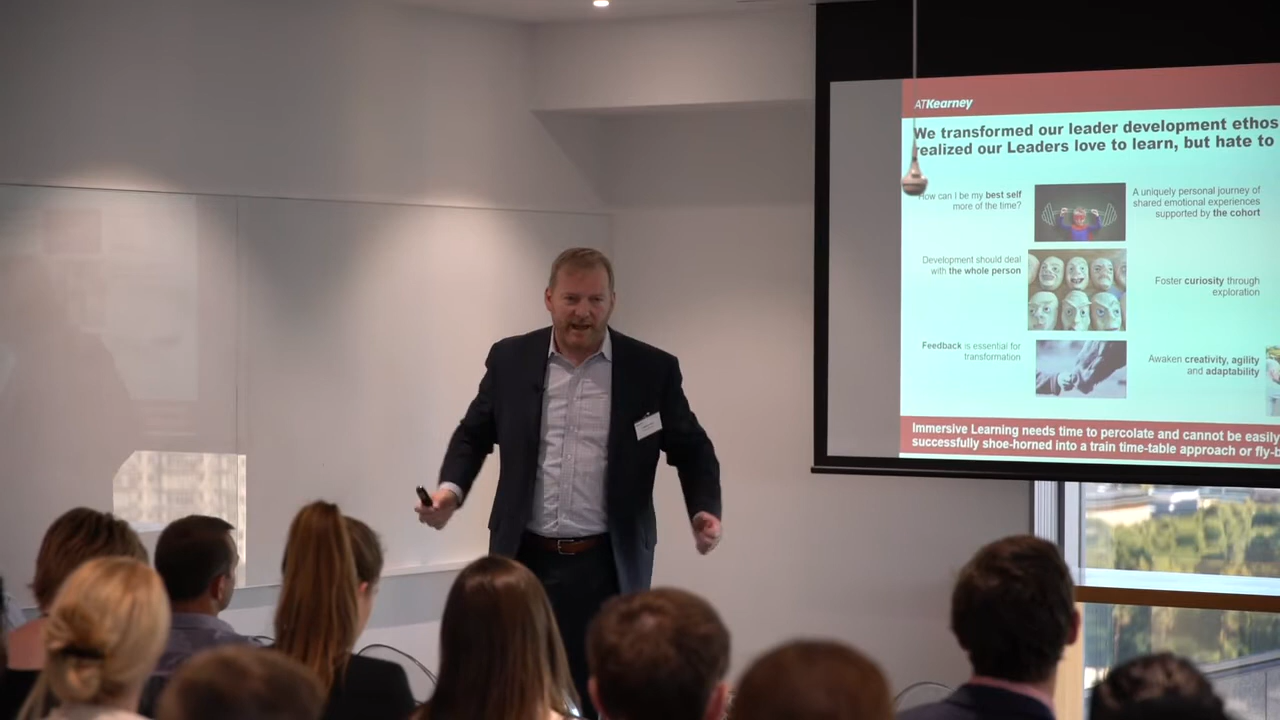 ATKearney
We transformed our leader development ethos
realized our Leaders love to learn, but hate to
How can I be my best self
more of the time?
A uniquely personal journey of
shared emotional experiences
supported by the cohort
Development should deal
with the whole person
Foster curiosity through
exploration
Feedback is essential for
transformation
Awaken creativity, agility
and adaptability
Immersive Learning needs time to percolate and cannot be easily
successfully shoe-horned into a train time-table approach or fly-b